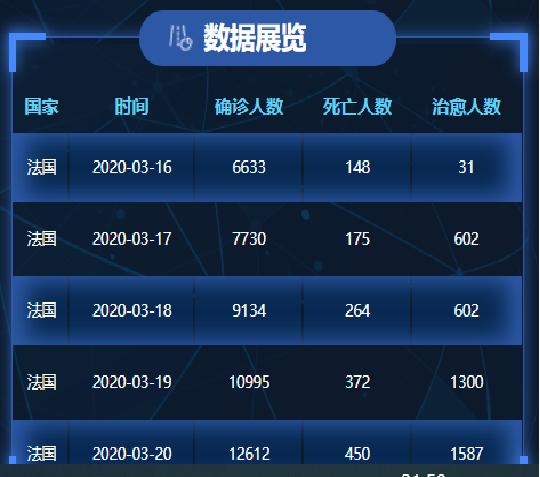 数据展览
国家 时间 确诊人数 死亡人数 治愈人数
法国 2020-03-16 6633 148 31
法国 2020-03-17 7730 175 602
法国 2020-03-18 9134 264 602
法国 2020-03-19 10995 372 1300
法国 2020-03-20 12612 450 1587